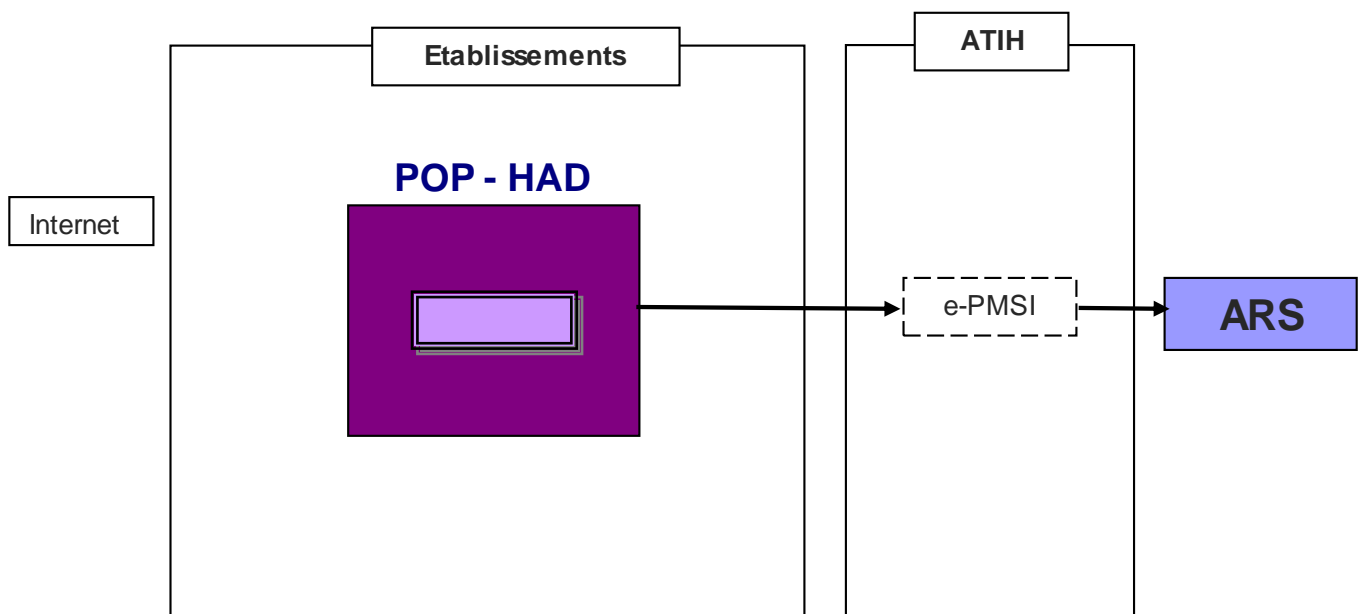 Etablissements
ATIH
POP - HAD
Internet
e-PMSI
ARS